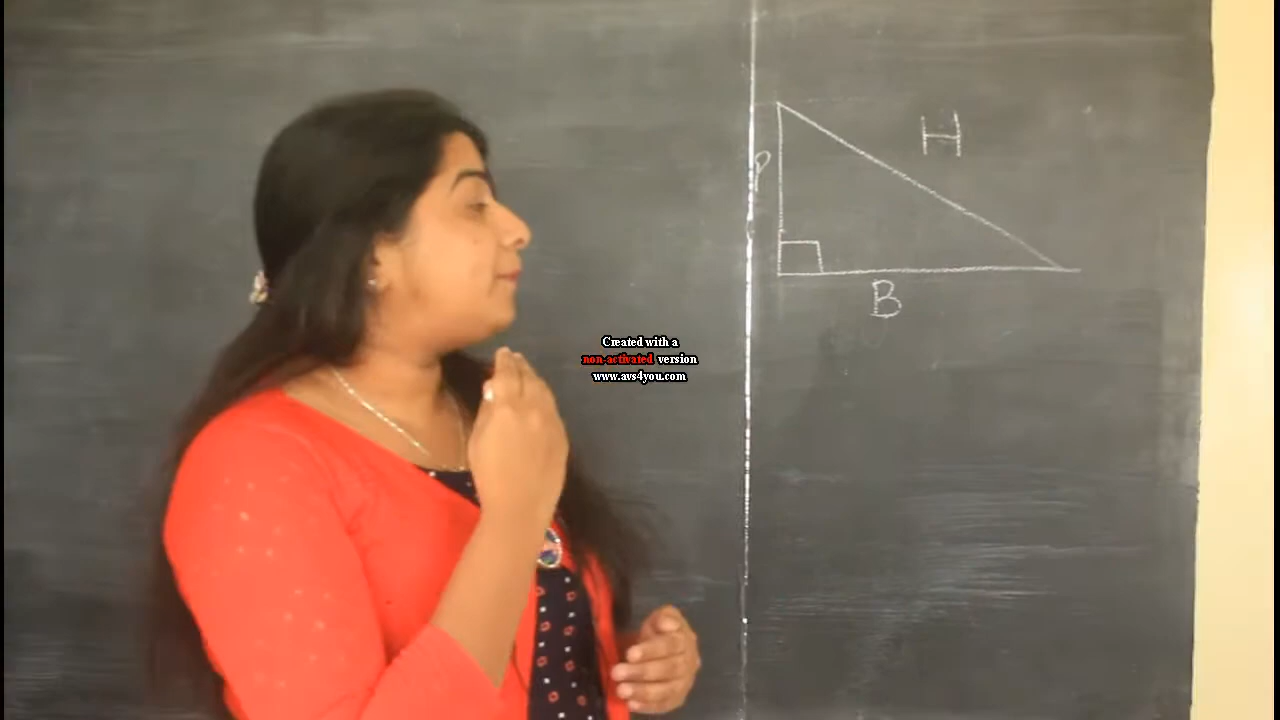 H
P
B
Created with a
non-activated version
www.avs4you.com